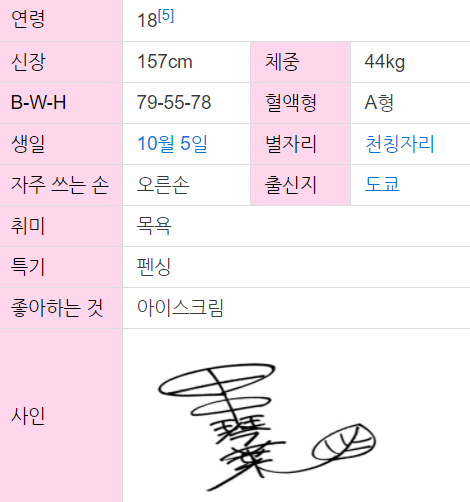 연령 18[5]
신장 157cm 체중 44kg
B-W-H 79-55-78 혈액형 A형
생일 10월 5일 별자리 천칭자리
자주 쓰는 손 오른손 출신지 도쿄
취미 목욕
특기 펜싱
좋아하는 것 아이스크림
사인